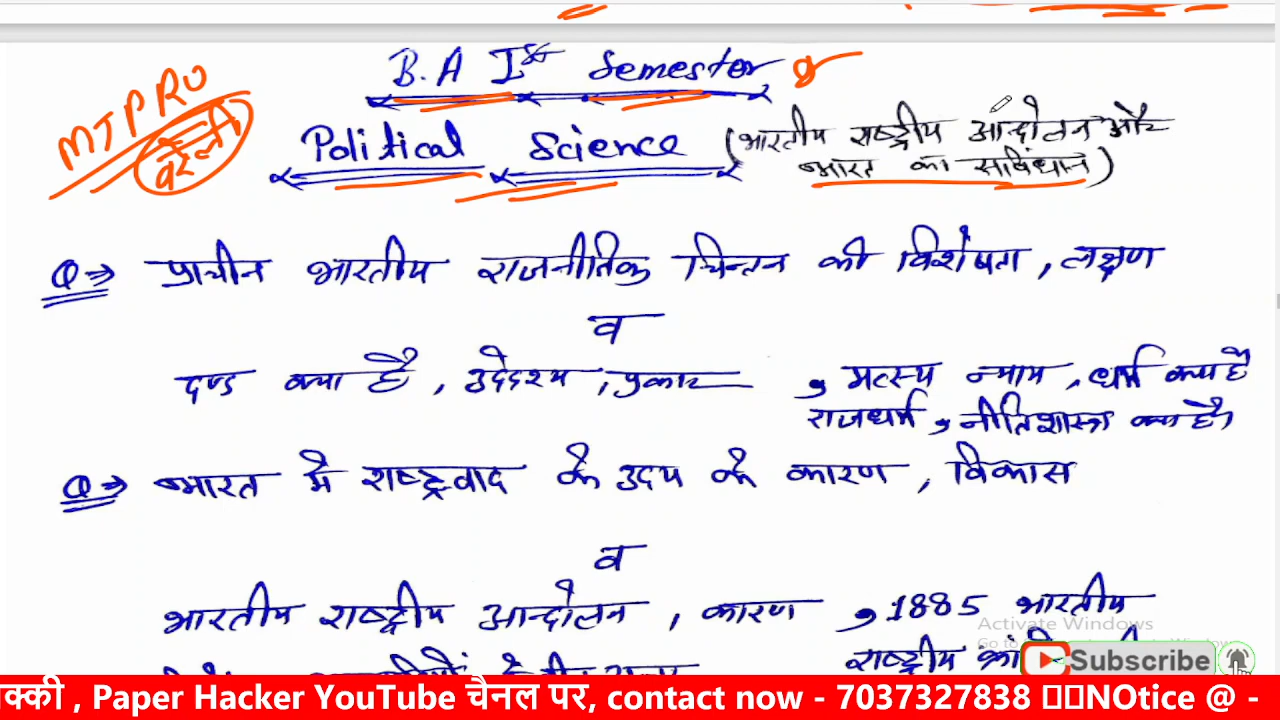 B.A Ist Semester
MJPRU
बरेली
Political Science (भारतीय राष्ट्रीय आन्दोलन और
भारत का संविधान)
Q⇒ प्राचीन भारतीय राजनीतिक चिन्तन की विशेषता, लक्षण
व
दण्ड क्या है, उद्देश्य, प्रकार , मत्स्य न्याय, धर्म क्या है
राजधर्म, नीतिशास्त्र क्या है।
Q⇒ भारत में राष्ट्रवाद के उदय के कारण, विकास
व
भारतीय राष्ट्रीय आन्दोलन, कारण , 1885 भारतीय
राष्ट्रीय
Activate Windows
Subscribe
क्की , Paper Hacker YouTube चैनल पर, contact now - 7037327838 □□NOtice @ -